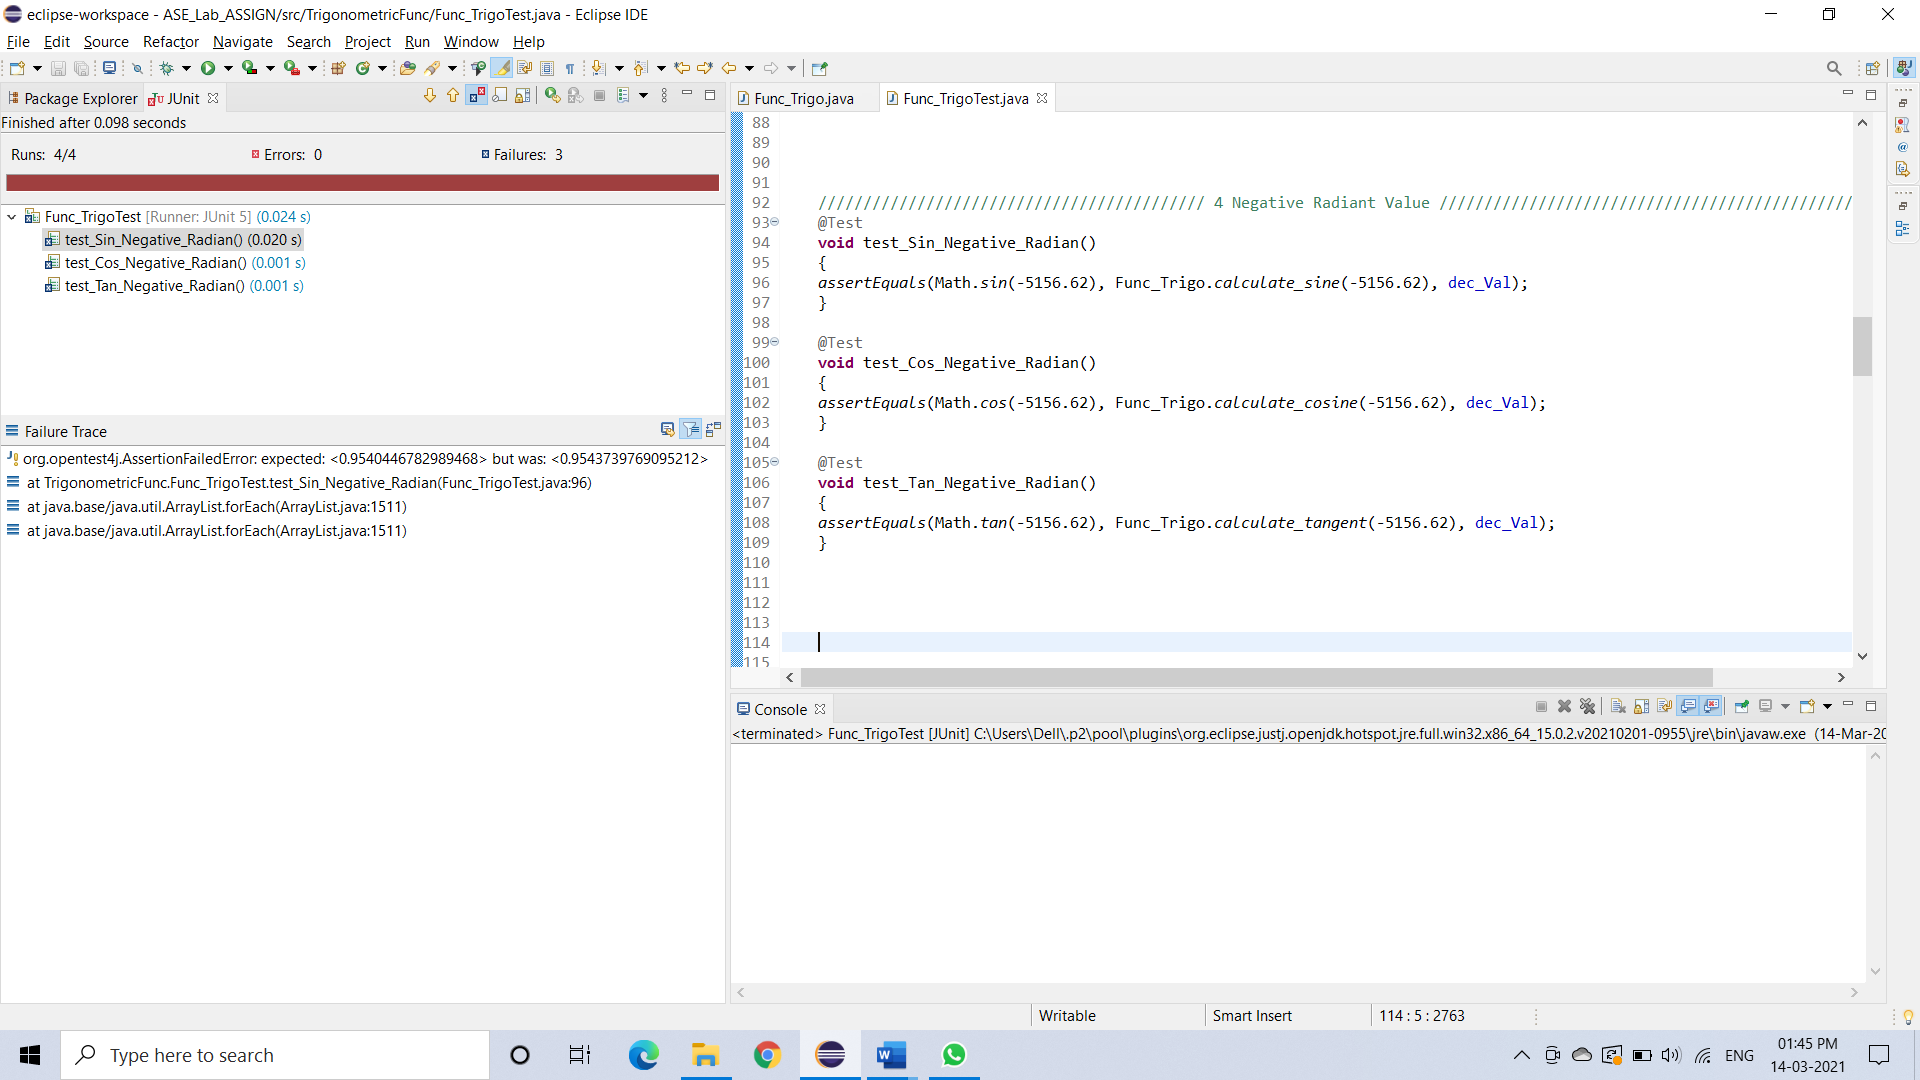 eclipse-workspace - ASE_Lab_ASSIGN/src/TrigonometricFunc/Func_TrigoTest.java - Eclipse IDE
File Edit Source Refactor Navigate Search Project Run Window Help
Package Explorer JUnit
Finished after 0.098 seconds
Runs: 4/4 Errors: 0 Failures: 3
Func_TrigoTest [Runner: JUnit 5] (0.024 s)
test_Sin_Negative_Radian() (0.020 s)
test_Cos_Negative_Radian() (0.001 s)
test_Tan_Negative_Radian() (0.001 s)
Failure Trace
org.opentest4j.AssertionFailedError: expected: <0.9540446782989468> but was: <0.9543739769095212>
at TrigonometricFunc.Func_TrigoTest.test_Sin_Negative_Radian(Func_TrigoTest.java:96)
at java.base/java.util.ArrayList.forEach(ArrayList.java:1511)
at java.base/java.util.ArrayList.forEach(ArrayList.java:1511)
Func_Trigo.java Func_TrigoTest.java
88
89
90
91
92 /////////////////////////////////////////// 4 Negative Radiant Value //////////////////////////////////////////////
93 @Test
94 void test_Sin_Negative_Radian()
95 {
96 assertEquals(Math.sin(-5156.62), Func_Trigo.calculate_sine(-5156.62), dec_Val);
97 }
98
99 @Test
100 void test_Cos_Negative_Radian()
101 {
102 assertEquals(Math.cos(-5156.62), Func_Trigo.calculate_cosine(-5156.62), dec_Val);
103 }
104
105 @Test
106 void test_Tan_Negative_Radian()
107 {
108 assertEquals(Math.tan(-5156.62), Func_Trigo.calculate_tangent(-5156.62), dec_Val);
109 }
110
111
112
113
114
115
Console
<terminated> Func_TrigoTest [JUnit] C:\Users\Dell\.p2\pool\plugins\org.eclipse.justj.openjdk.hotspot.jre.full.win32.x86_64_15.0.2.v20210201-0955\jre\bin\javaw.exe (14-Mar-20
Writable Smart Insert 114 : 5 : 2763
Type here to search
ENG
01:45 PM
14-03-2021